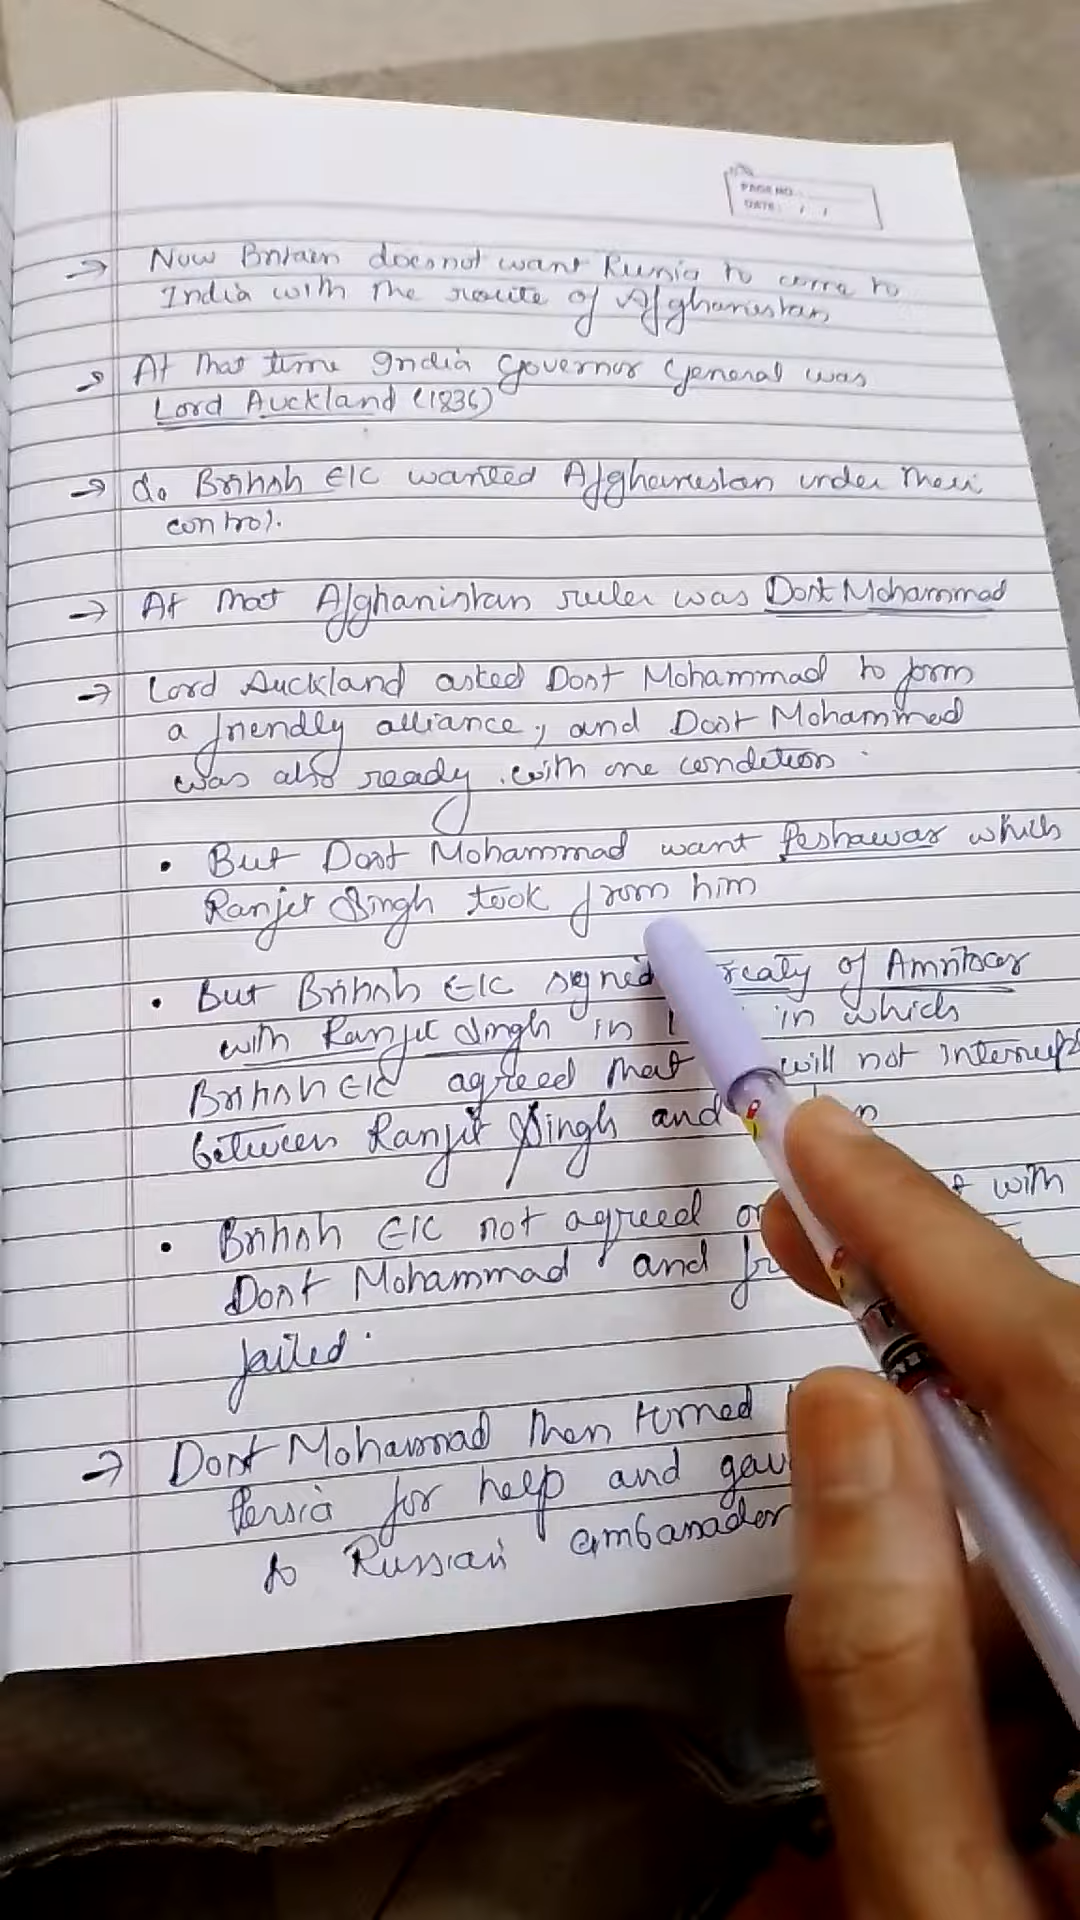 PAGE NO.:
DATE: / /
→ Now Britain doesnot want Russia to come to
India with the route of Afghanistan
→ At that time India Governor General was
Lord Auckland (1836)
→ So British EIC wanted Afghanistan under their
control.
→ At that Afghanistan ruler was Dost Mohammad
→ Lord Auckland asked Dost Mohammad to form
a friendly alliance, and Dost Mohammed
was also ready. with one condition.
• But Dost Mohammad want Peshawar which
Ranjit Singh took from him
• But British EIC signed of Amritsar
with Ranjit Singh in in which
British EIC agreed that will not interrupt
between Ranjit Singh and
• British EIC not agreed with
Dost Mohammad and
failed.
→ Dost Mohammad then turned
Persia for help and
to Russian ambassador